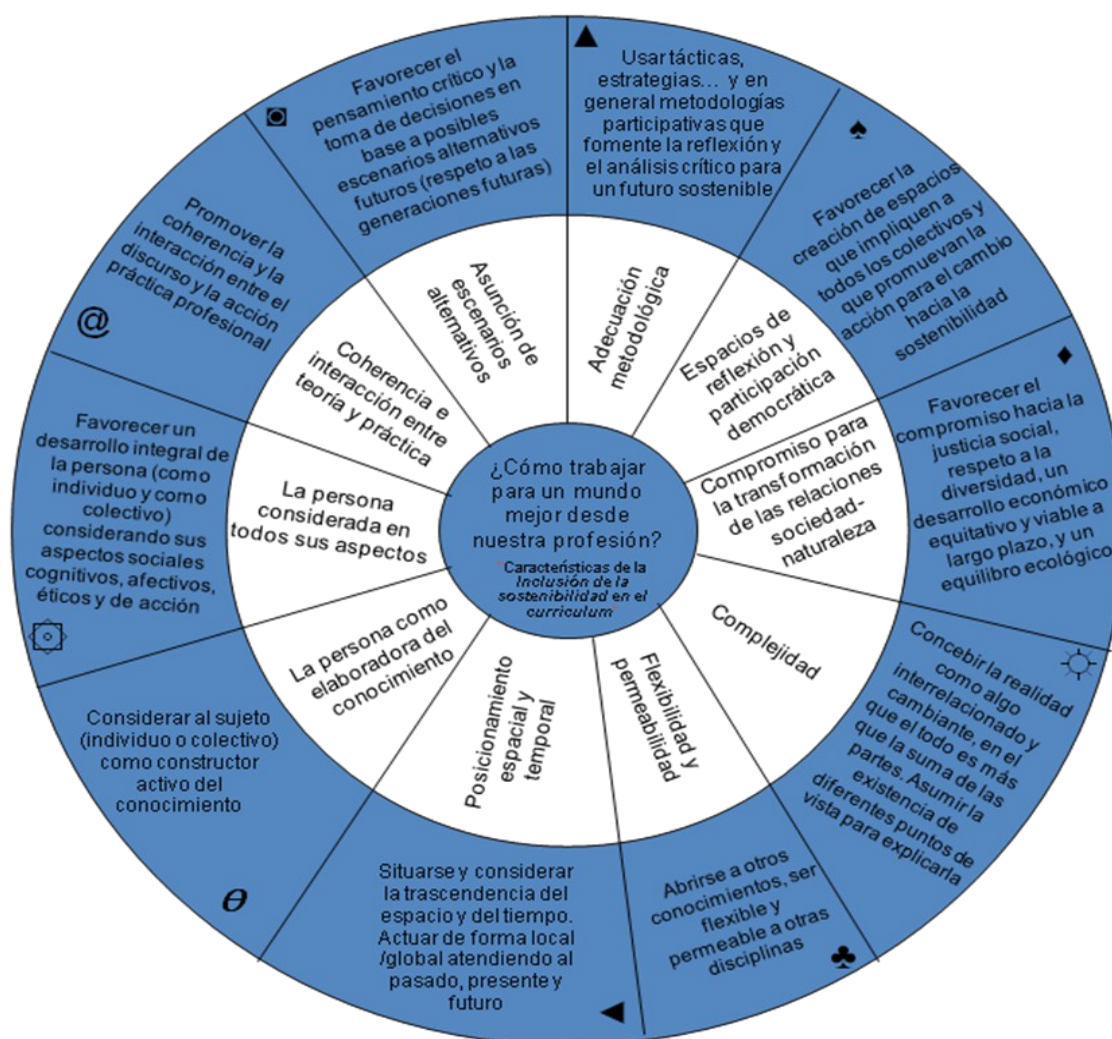 ¿Cómo trabajar
para un mundo
mejor desde
nuestra profesión?
"Características de la
Inclusión de la
sostenibilidad en el
curriculum"
Adecuación
metodológica
Espacios de
reflexión y
participación
democrática
Compromiso para
la transformación
de las relaciones
sociedad-
naturaleza
Complejidad
Flexibilidad y
permeabilidad
Posicionamiento
espacial y
temporal
La persona como
elaboradora del
conocimiento
La persona
considerada en
todos sus aspectos
Coherencia e
interacción entre
teoría y práctica
Asunción de
escenarios
alternativos
▲
Usar tácticas,
estrategias... y en
general metodologías
participativas que
fomente la reflexión y
el análisis crítico para
un futuro sostenible
♠
Favorecer la
creación de espacios
que impliquen a
todos los colectivos y
que promuevan la
acción para el cambio
hacia la
sostenibilidad
♦
Favorecer el
compromiso hacia la
justicia social,
respeto a la
diversidad, un
desarrollo económico
equitativo y viable a
largo plazo, y un
equilibro ecológico
Concebir la realidad
como algo
interrelacionado y
cambiante, en el
que el todo es más
que la suma de las
partes. Asumir la
existencia de
diferentes puntos de
vista para explicarla
Abrirse a otros
conocimientos, ser
flexible y
permeable a otras
disciplinas
♣
Situarse y considerar
la trascendencia del
espacio y del tiempo.
Actuar de forma local
/global atendiendo al
pasado, presente y
futuro
◄
Considerar al sujeto
(individuo o colectivo)
como constructor
activo del
conocimiento
ө
Favorecer un
desarrollo integral de
la persona (como
individuo y como
colectivo)
considerando sus
aspectos sociales
cognitivos, afectivos,
éticos y de acción
Promover la
coherencia y la
interacción entre el
discurso y la acción
práctica profesional
@
Favorecer el
pensamiento crítico y la
toma de decisiones en
base a posibles
escenarios alternativos
futuros (respeto a las
generaciones futuras)